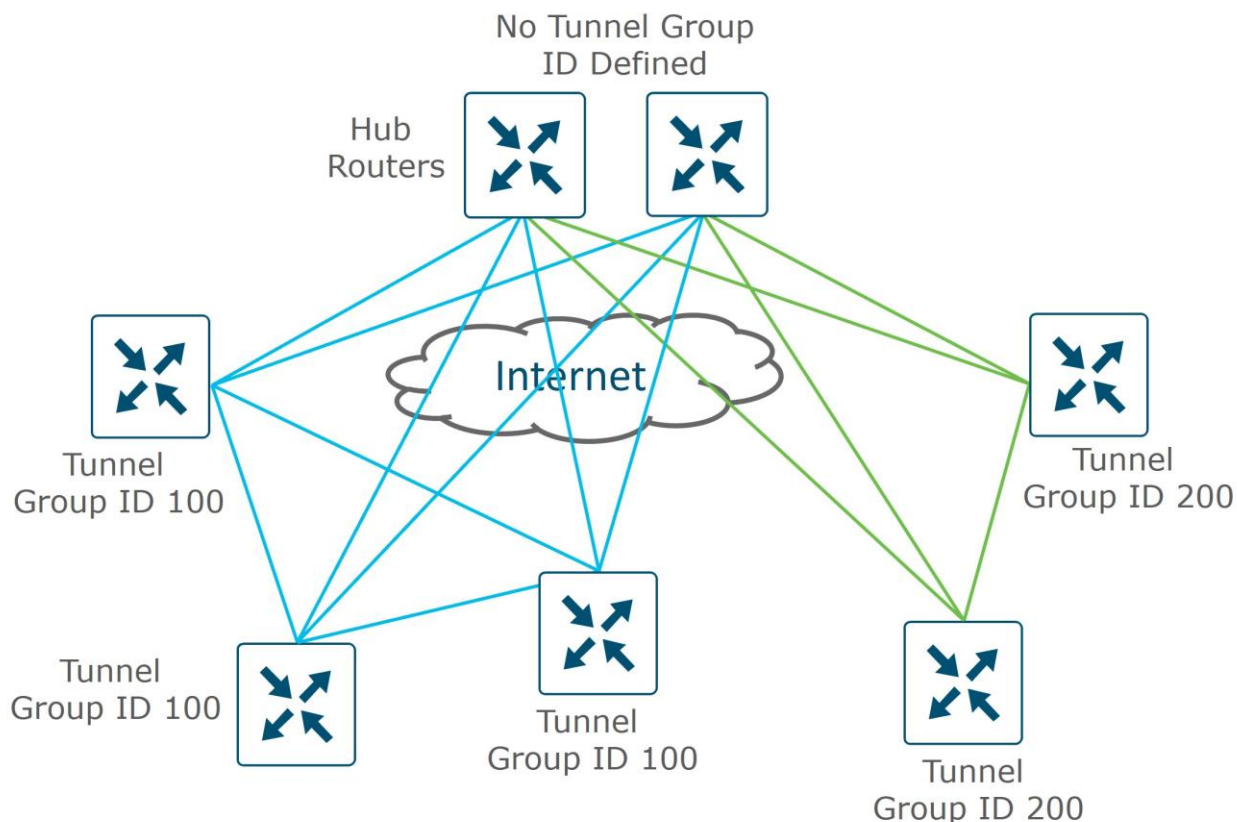 No Tunnel Group
ID Defined
Hub
Routers
Internet
Tunnel
Group ID 100
Tunnel
Group ID 200
Tunnel
Group ID 100
Tunnel
Group ID 100
Tunnel
Group ID 200